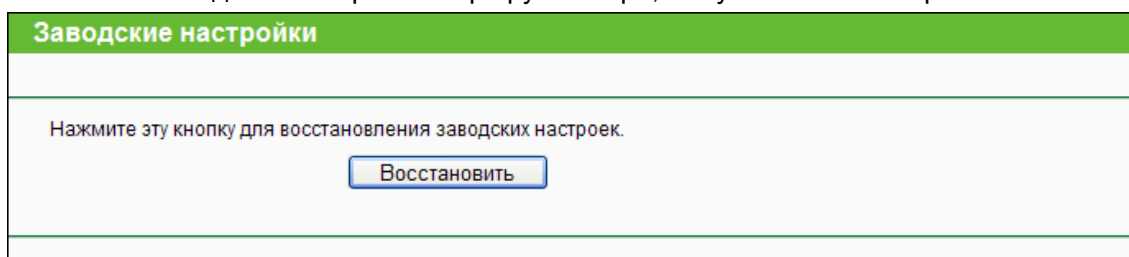 Заводские настройки
Нажмите эту кнопку для восстановления заводских настроек.
Восстановить